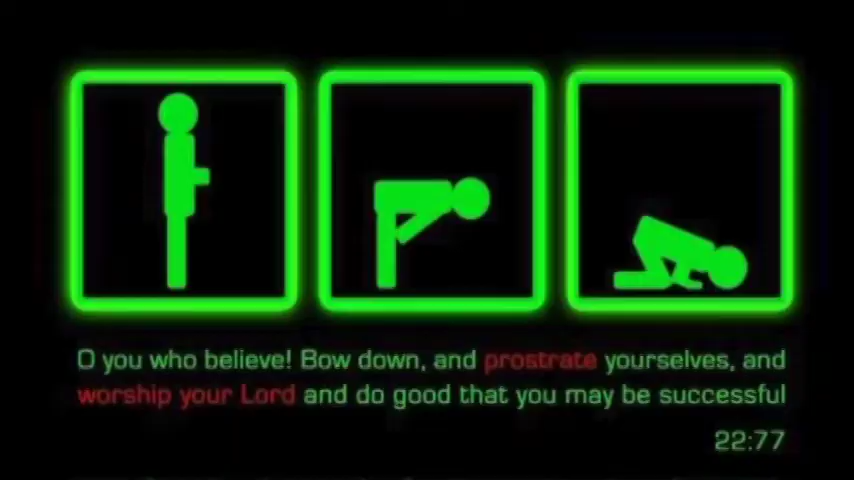 O you who believe! Bow down, and prostrate yourselves, and
worship your Lord and do good that you may be successful
22:77